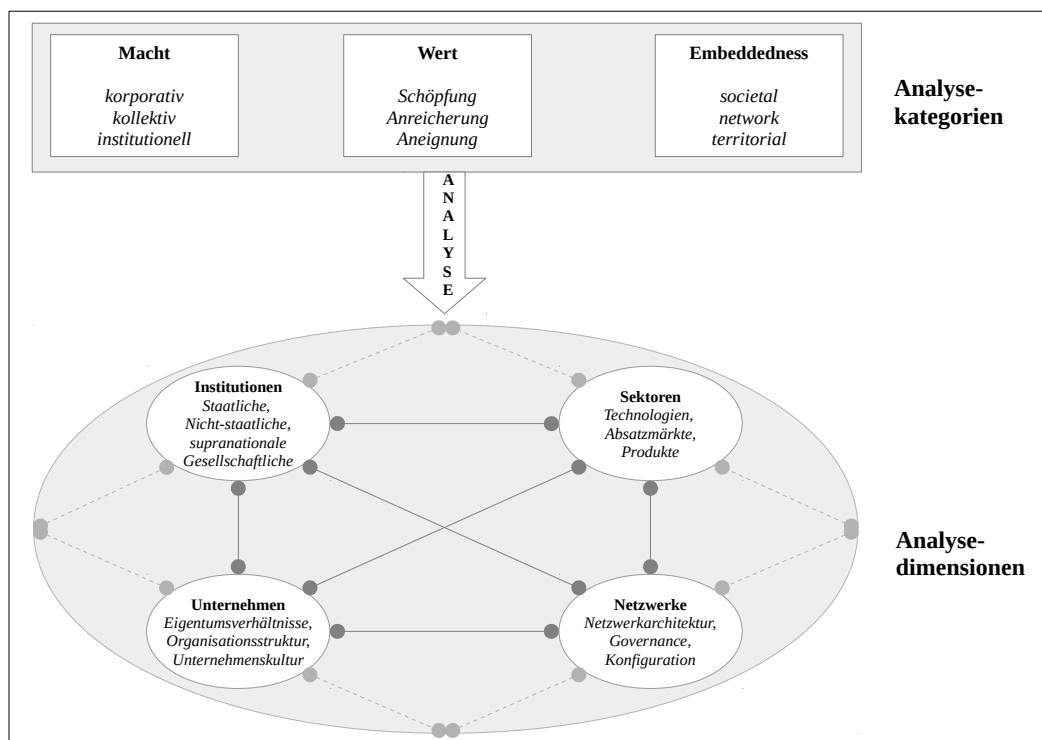 Macht
korporativ
kollektiv
institutionell
Wert
Schöpfung
Anreicherung
Aneignung
Embeddedness
societal
network
territorial
Analyse-
kategorien
A
N
A
L
Y
S
E
Institutionen
Staatliche,
Nicht-staatliche,
supranationale
Gesellschaftliche
Sektoren
Technologien,
Absatzmärkte,
Produkte
Analyse-
dimensionen
Unternehmen
Eigentumsverhältnisse,
Organisationsstruktur,
Unternehmenskultur
Netzwerke
Netzwerkarchitektur,
Governance,
Konfiguration